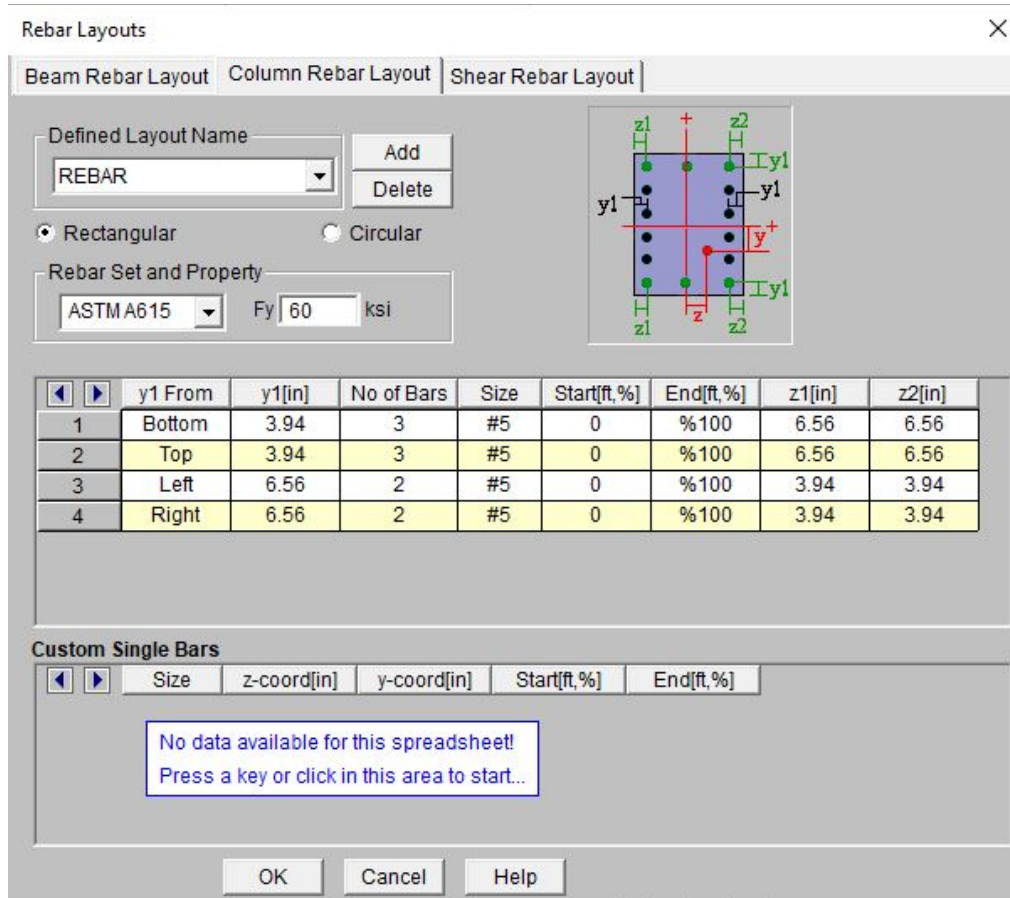 Rebar Layouts
Beam Rebar Layout Column Rebar Layout Shear Rebar Layout
Defined Layout Name
REBAR
Add
Delete
Rectangular Circular
Rebar Set and Property
ASTM A615 Fy 60 ksi
z1 + z2
y1
y1 y1
y +
z
y1
z1 z2
y1 From y1[in] No of Bars Size Start[ft,%] End[ft,%] z1[in] z2[in]
1 Bottom 3.94 3 #5 0 %100 6.56 6.56
2 Top 3.94 3 #5 0 %100 6.56 6.56
3 Left 6.56 2 #5 0 %100 3.94 3.94
4 Right 6.56 2 #5 0 %100 3.94 3.94
Custom Single Bars
Size z-coord[in] y-coord[in] Start[ft,%] End[ft,%]
No data available for this spreadsheet!
Press a key or click in this area to start...
OK Cancel Help